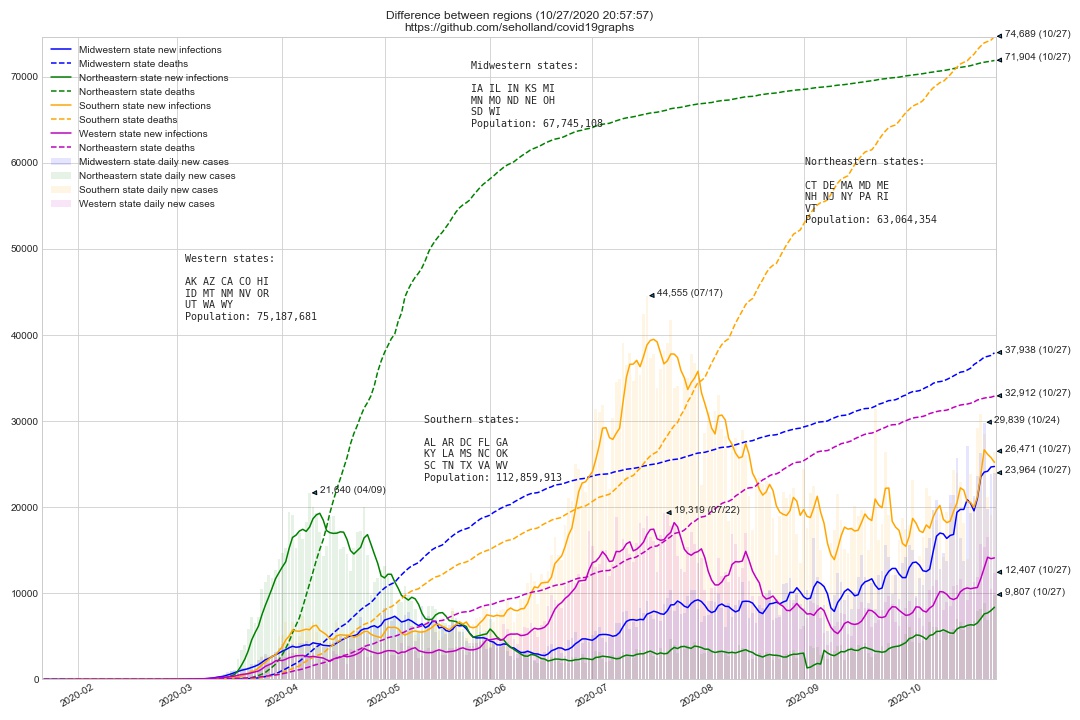 Difference between regions (10/27/2020 20:57:57)
https://github.com/seholland/covid19graphs
Midwestern state new infections
Midwestern state deaths
Northeastern state new infections
Northeastern state deaths
Southern state new infections
Southern state deaths
Western state new infections
Northeastern state deaths
Midwestern state daily new cases
Northeastern state daily new cases
Southern state daily new cases
Western state daily new cases
Midwestern states:
IA IL IN KS MI
MN MO ND NE OH
SD WI
Population: 67,745,108
Northeastern states:
CT DE MA MD ME
NH NJ NY PA RI
VT
Population: 63,064,354
Western states:
AK AZ CA CO HI
ID MT NM NV OR
UT WA WY
Population: 75,187,681
Southern states:
AL AR DC FL GA
KY LA MS NC OK
SC TN TX VA WV
Population: 112,859,913
74,689 (10/27)
71,904 (10/27)
44,555 (07/17)
37,938 (10/27)
32,912 (10/27)
29,839 (10/24)
26,471 (10/27)
23,964 (10/27)
21,840 (04/09)
19,319 (07/22)
12,407 (10/27)
9,807 (10/27)
70000
60000
50000
40000
30000
20000
10000
0
2020-02
2020-03
2020-04
2020-05
2020-06
2020-07
2020-08
2020-09
2020-10